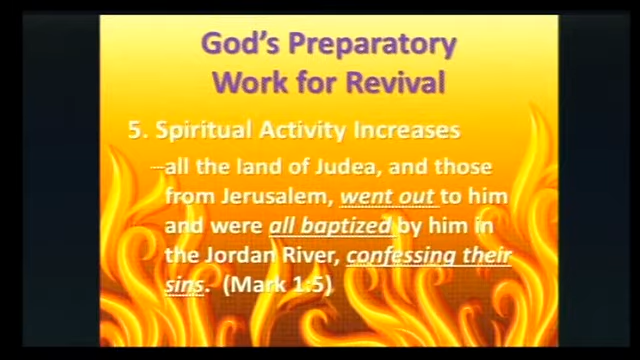 God's Preparatory
Work for Revival
5. Spiritual Activity Increases
–all the land of Judea, and those
from Jerusalem, went out to him
and were all baptized by him in
the Jordan River, confessing their
sins. (Mark 1:5)